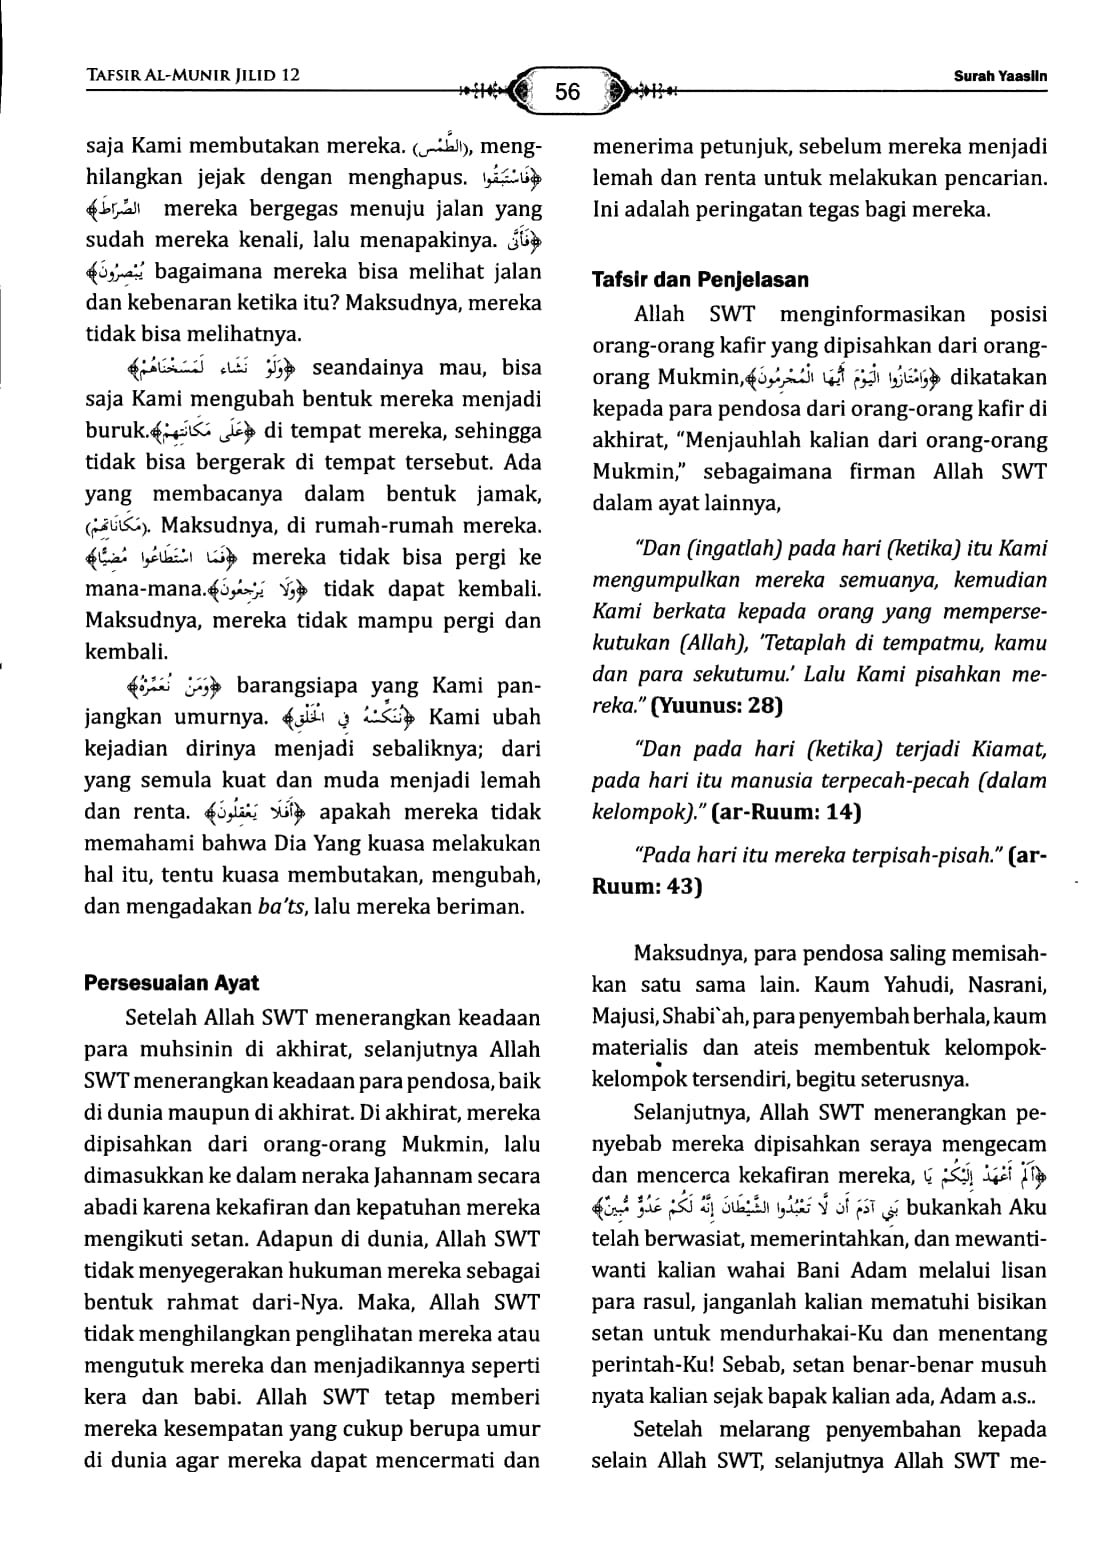 TAFSIR AL-MUNIR JILID 12
56
Surah Yaasiin
saja Kami membutakan mereka. (الطَّمْس), meng-
hilangkan jejak dengan menghapus. ﴿فَاسْتَبَقُوا
الصِّرَاطَ﴾ mereka bergegas menuju jalan yang
sudah mereka kenali, lalu menapakinya. ﴿فَأَنَّى
يُبْصِرُونَ﴾ bagaimana mereka bisa melihat jalan
dan kebenaran ketika itu? Maksudnya, mereka
tidak bisa melihatnya.
﴿وَلَوْ نَشَاء لَمَسَخْنَاهُمْ﴾ seandainya mau, bisa
saja Kami mengubah bentuk mereka menjadi
buruk.﴿عَلَى مَكَانَتِهِمْ﴾ di tempat mereka, sehingga
tidak bisa bergerak di tempat tersebut. Ada
yang membacanya dalam bentuk jamak,
(مَكَانَاتِهِمْ). Maksudnya, di rumah-rumah mereka.
﴿فَمَا اسْتَطَاعُوا مُضِيًّا﴾ mereka tidak bisa pergi ke
mana-mana.﴿وَلَا يَرْجِعُونَ﴾ tidak dapat kembali.
Maksudnya, mereka tidak mampu pergi dan
kembali.
﴿وَمَنْ نُعَمِّرْهُ﴾ barangsiapa yang Kami pan-
jangkan umurnya. ﴿نُنَكِّسْهُ فِي الْخَلْقِ﴾ Kami ubah
kejadian dirinya menjadi sebaliknya; dari
yang semula kuat dan muda menjadi lemah
dan renta. ﴿أَفَلَا يَعْقِلُونَ﴾ apakah mereka tidak
memahami bahwa Dia Yang kuasa melakukan
hal itu, tentu kuasa membutakan, mengubah,
dan mengadakan ba’ts, lalu mereka beriman.
Persesuaian Ayat
Setelah Allah SWT menerangkan keadaan
para muhsinin di akhirat, selanjutnya Allah
SWT menerangkan keadaan para pendosa, baik
di dunia maupun di akhirat. Di akhirat, mereka
dipisahkan dari orang-orang Mukmin, lalu
dimasukkan ke dalam neraka Jahannam secara
abadi karena kekafiran dan kepatuhan mereka
mengikuti setan. Adapun di dunia, Allah SWT
tidak menyegerakan hukuman mereka sebagai
bentuk rahmat dari-Nya. Maka, Allah SWT
tidak menghilangkan penglihatan mereka atau
mengutuk mereka dan menjadikannya seperti
kera dan babi. Allah SWT tetap memberi
mereka kesempatan yang cukup berupa umur
di dunia agar mereka dapat mencermati dan
menerima petunjuk, sebelum mereka menjadi
lemah dan renta untuk melakukan pencarian.
Ini adalah peringatan tegas bagi mereka.
Tafsir dan Penjelasan
Allah SWT menginformasikan posisi
orang-orang kafir yang dipisahkan dari orang-
orang Mukmin,﴿وَامْتَازُوا الْيَوْمَ أَيُّهَا الْمُجْرِمُونَ﴾ dikatakan
kepada para pendosa dari orang-orang kafir di
akhirat, “Menjauhlah kalian dari orang-orang
Mukmin,” sebagaimana firman Allah SWT
dalam ayat lainnya,
“Dan (ingatlah) pada hari (ketika) itu Kami
mengumpulkan mereka semuanya, kemudian
Kami berkata kepada orang yang memperse-
kutukan (Allah), 'Tetaplah di tempatmu, kamu
dan para sekutumu.' Lalu Kami pisahkan me-
reka.” (Yuunus: 28)
“Dan pada hari (ketika) terjadi Kiamat,
pada hari itu manusia terpecah-pecah (dalam
kelompok).” (ar-Ruum: 14)
“Pada hari itu mereka terpisah-pisah.” (ar-
Ruum: 43)
Maksudnya, para pendosa saling memisah-
kan satu sama lain. Kaum Yahudi, Nasrani,
Majusi, Shabi`ah, para penyembah berhala, kaum
materialis dan ateis membentuk kelompok-
kelompok tersendiri, begitu seterusnya.
Selanjutnya, Allah SWT menerangkan pe-
nyebab mereka dipisahkan seraya mengecam
dan mencerca kekafiran mereka, ﴿أَلَمْ أَعْهَدْ إِلَيْكُمْ يَا
بَنِي آدَمَ أَن لَّا تَعْبُدُوا الشَّيْطَانَ إِنَّهُ لَكُمْ عَدُوٌّ مُّبِينٌ﴾ bukankah Aku
telah berwasiat, memerintahkan, dan mewanti-
wanti kalian wahai Bani Adam melalui lisan
para rasul, janganlah kalian mematuhi bisikan
setan untuk mendurhakai-Ku dan menentang
perintah-Ku! Sebab, setan benar-benar musuh
nyata kalian sejak bapak kalian ada, Adam a.s..
Setelah melarang penyembahan kepada
selain Allah SWT, selanjutnya Allah SWT me-